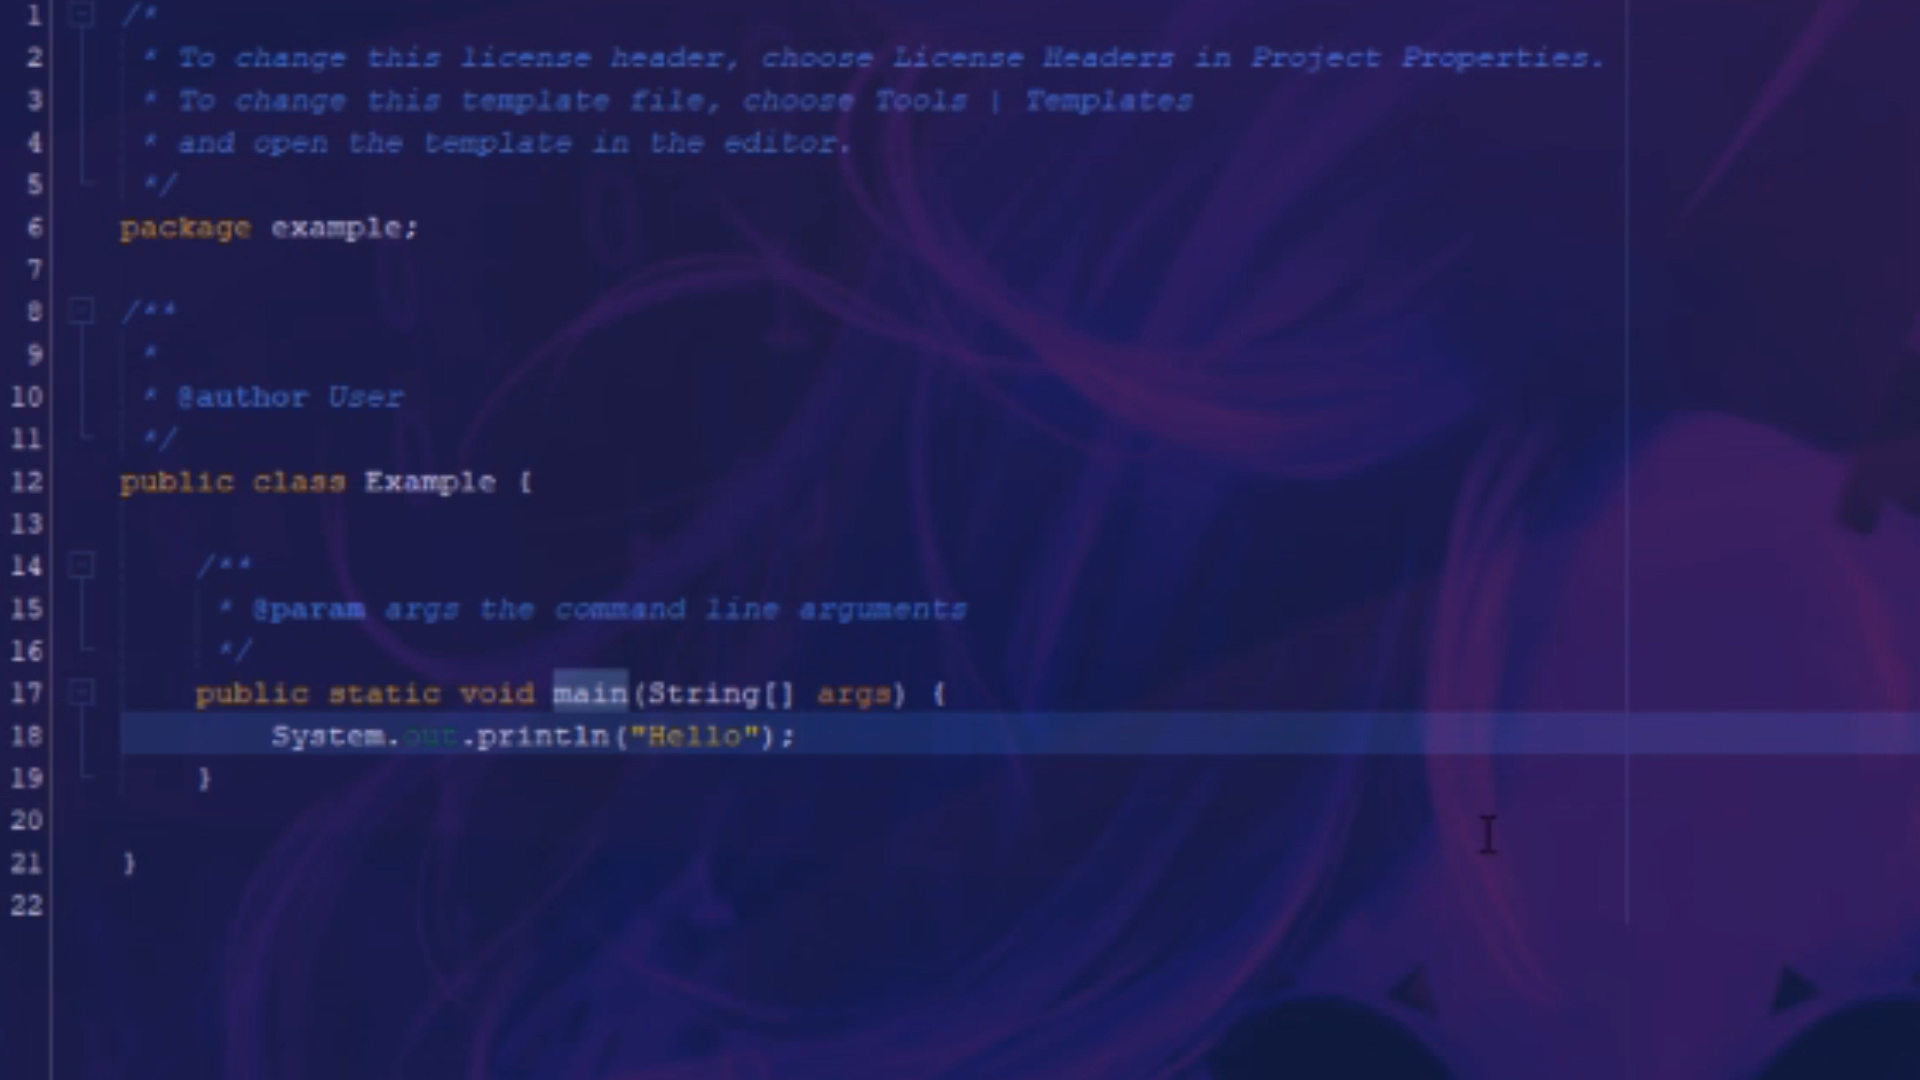 1 /*
2  * To change this license header, choose License Headers in Project Properties.
3  * To change this template file, choose Tools | Templates
4  * and open the template in the editor.
5  */
6 package example;
7
8 /**
9  *
10  * @author User
11  */
12 public class Example {
13
14     /**
15      * @param args the command line arguments
16      */
17     public static void main(String[] args) {
18         System.out.println("Hello");
19     }
20
21 }
22